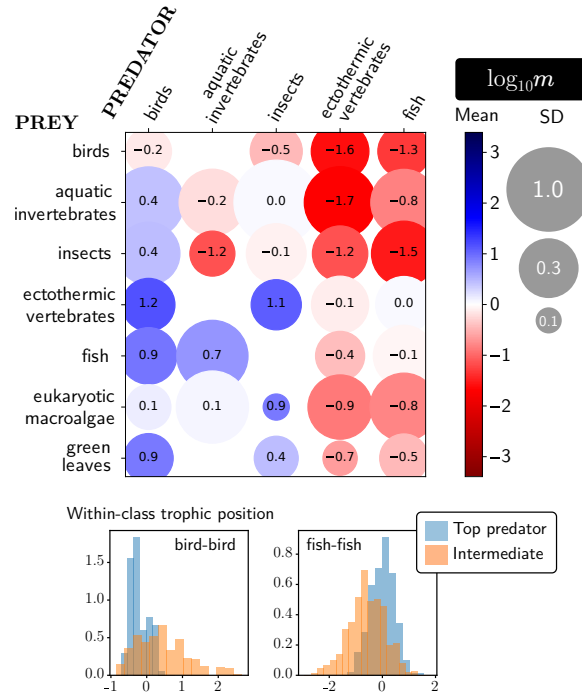 PREDATOR
birds
aquatic
invertebrates
insects
ectothermic
vertebrates
fish
log10m
Mean
SD
PREY
birds
−0.2
−0.5
−1.6
−1.3
aquatic
invertebrates
0.4
−0.2
0.0
−1.7
−0.8
insects
0.4
−1.2
−0.1
−1.2
−1.5
ectothermic
vertebrates
1.2
1.1
−0.1
0.0
fish
0.9
0.7
−0.4
−0.1
eukaryotic
macroalgae
0.1
0.1
0.9
−0.9
−0.8
green
leaves
0.9
0.4
−0.7
−0.5
3
2
1
0
−1
−2
−3
1.0
0.3
0.1
Within-class trophic position
bird-bird
1.5
1.0
0.5
0.0
-1
0
2
fish-fish
0.8
0.6
0.4
0.2
0.0
−2
0
2
Top predator
Intermediate